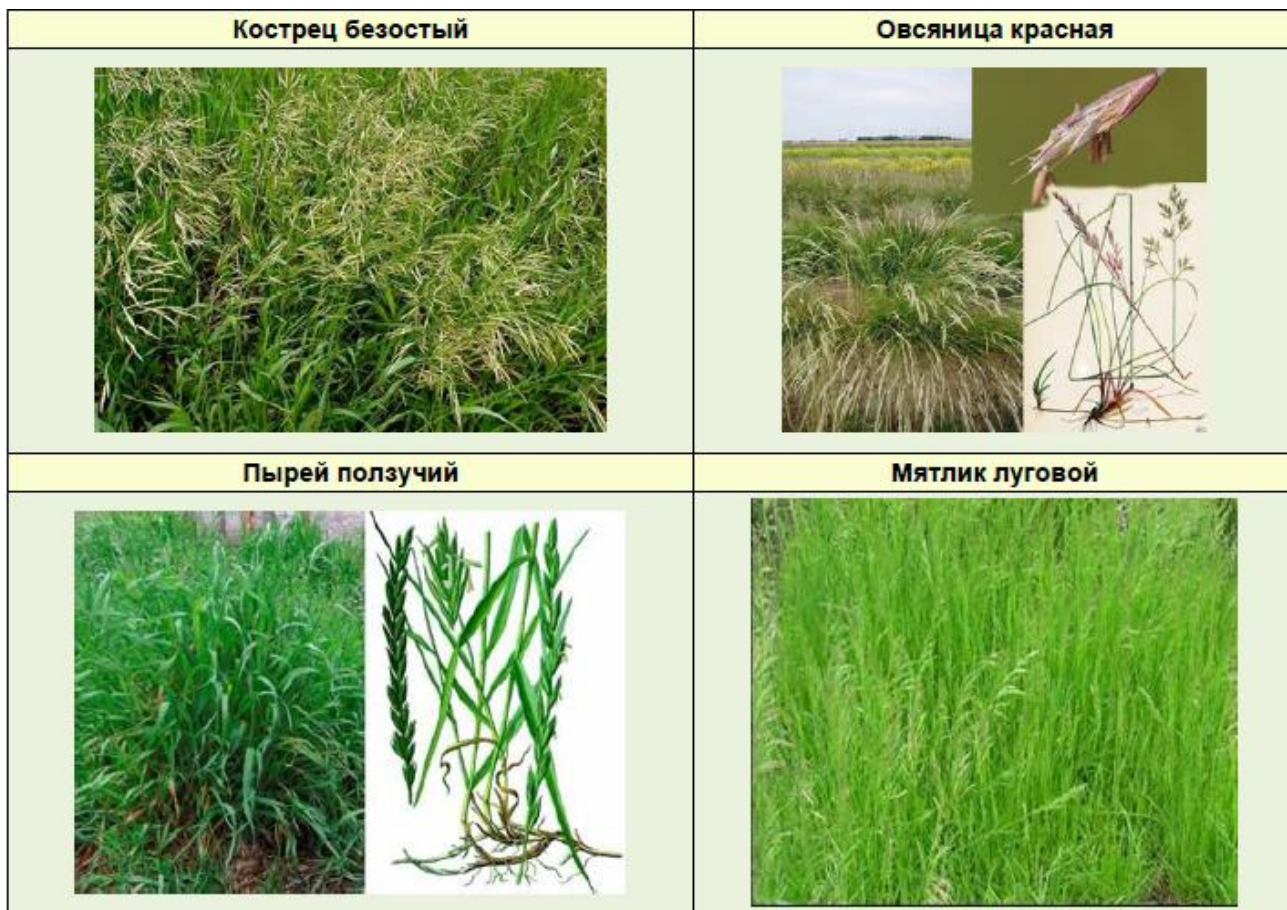 Кострец безостый
Овсяница красная
Пырей ползучий
Мятлик луговой